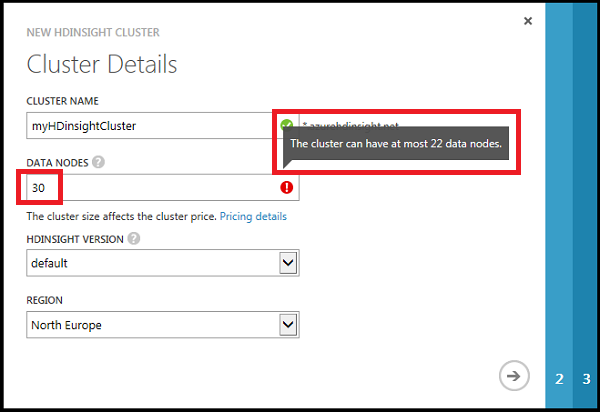 NEW HDINSIGHT CLUSTER
Cluster Details
CLUSTER NAME
myHDinsightCluster
*.azurehdinsight.net
The cluster can have at most 22 data nodes.
DATA NODES ?
30
The cluster size affects the cluster price. Pricing details
HDINSIGHT VERSION ?
default
REGION
North Europe
2 3